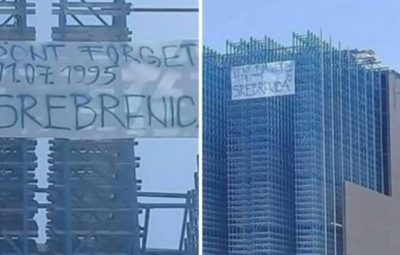 DONT FORGET
11.07.1995
SREBRENICA
SREBRENICA